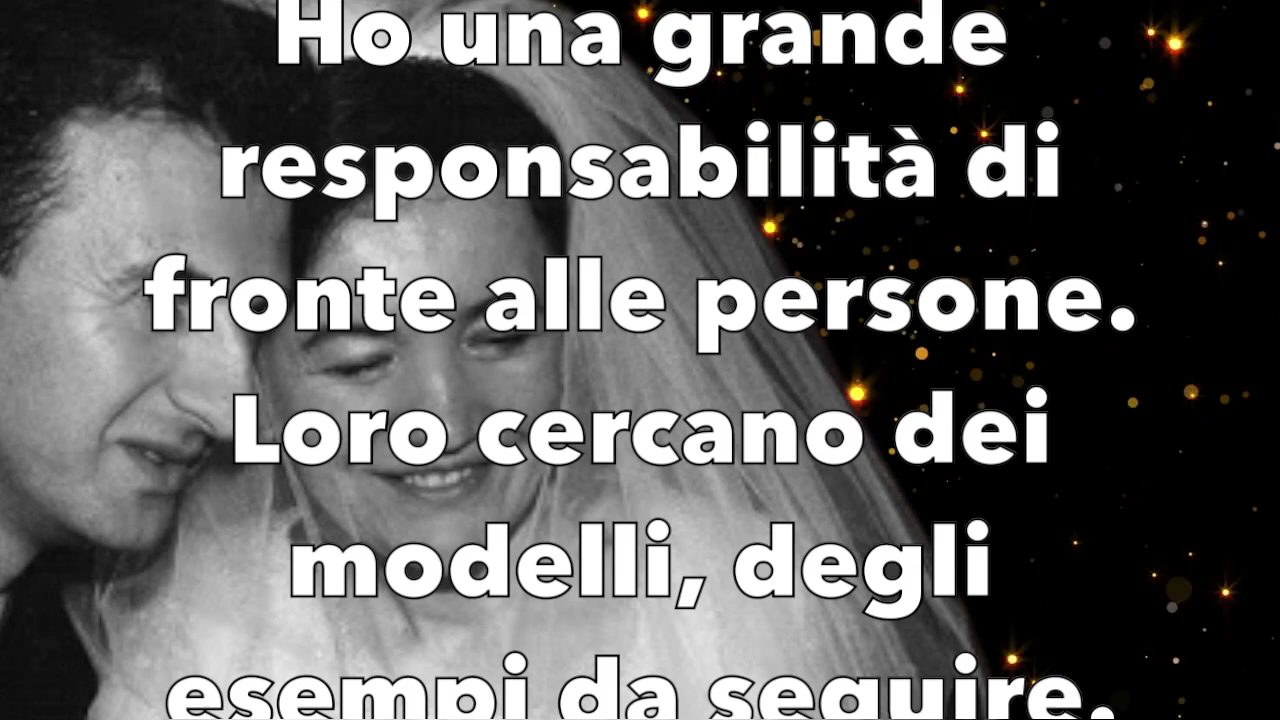 Ho una grande
responsabilità di
fronte alle persone.
Loro cercano dei
modelli, degli
esempi da seguire.